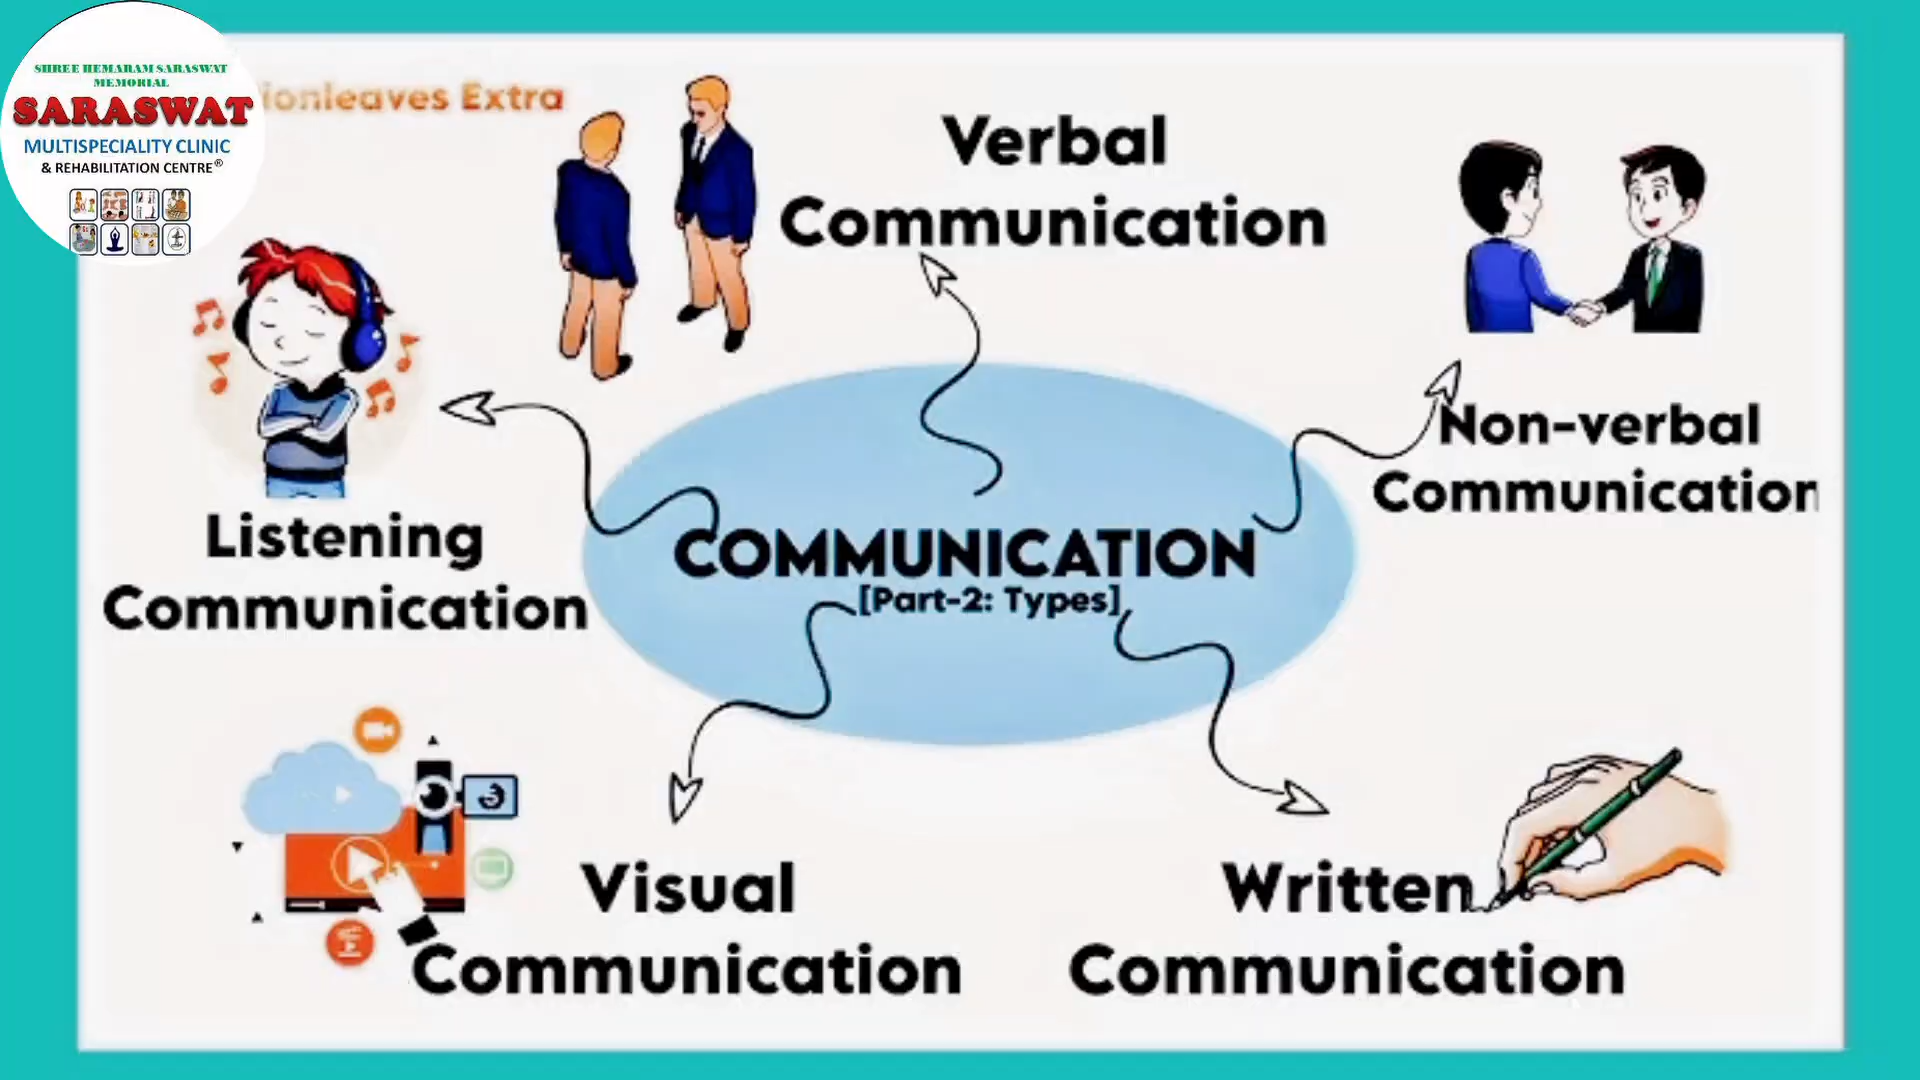 SHREE HEMARAM SARASWAT
MEMORIAL
SARASWAT
MULTISPECIALITY CLINIC
& REHABILITATION CENTRE®
ionleaves Extra
Verbal
Communication
Non-verbal
Communication
Listening
Communication
COMMUNICATION
[Part-2: Types]
Visual
Communication
Written
Communication